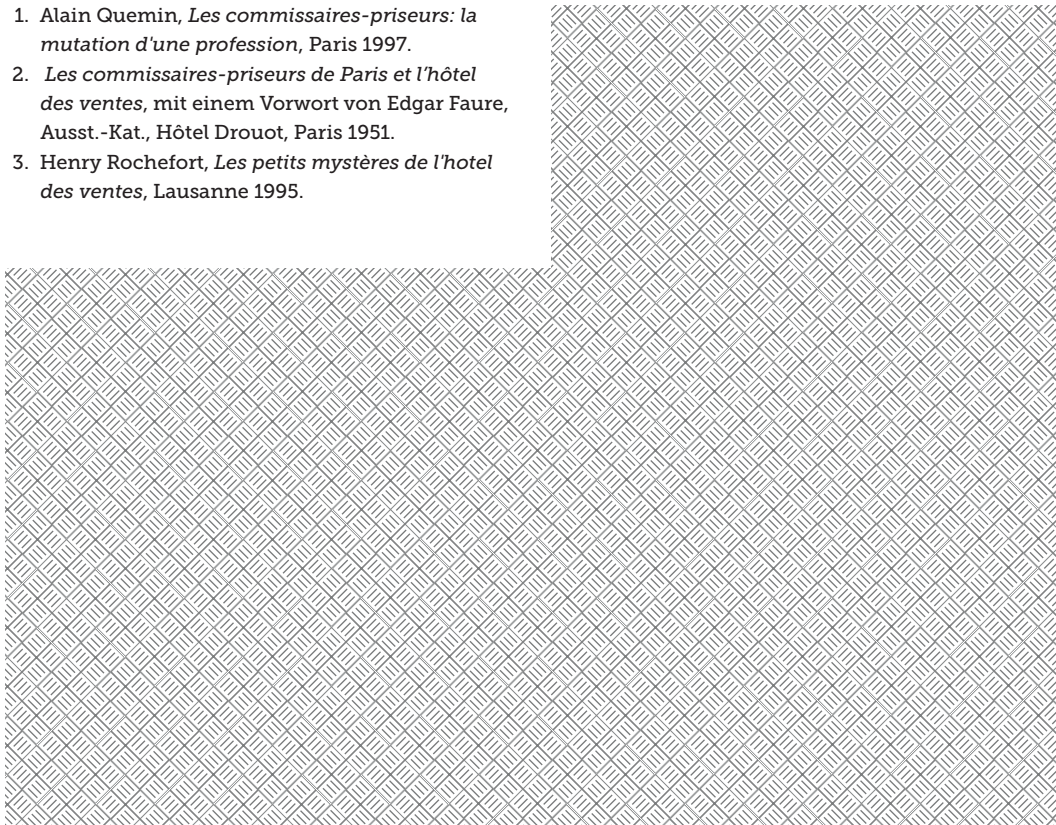 1. Alain Quemin, Les commissaires-priseurs: la
mutation d'une profession, Paris 1997.
2. Les commissaires-priseurs de Paris et l’hôtel
des ventes, mit einem Vorwort von Edgar Faure,
Ausst.-Kat., Hôtel Drouot, Paris 1951.
3. Henry Rochefort, Les petits mystères de l'hotel
des ventes, Lausanne 1995.